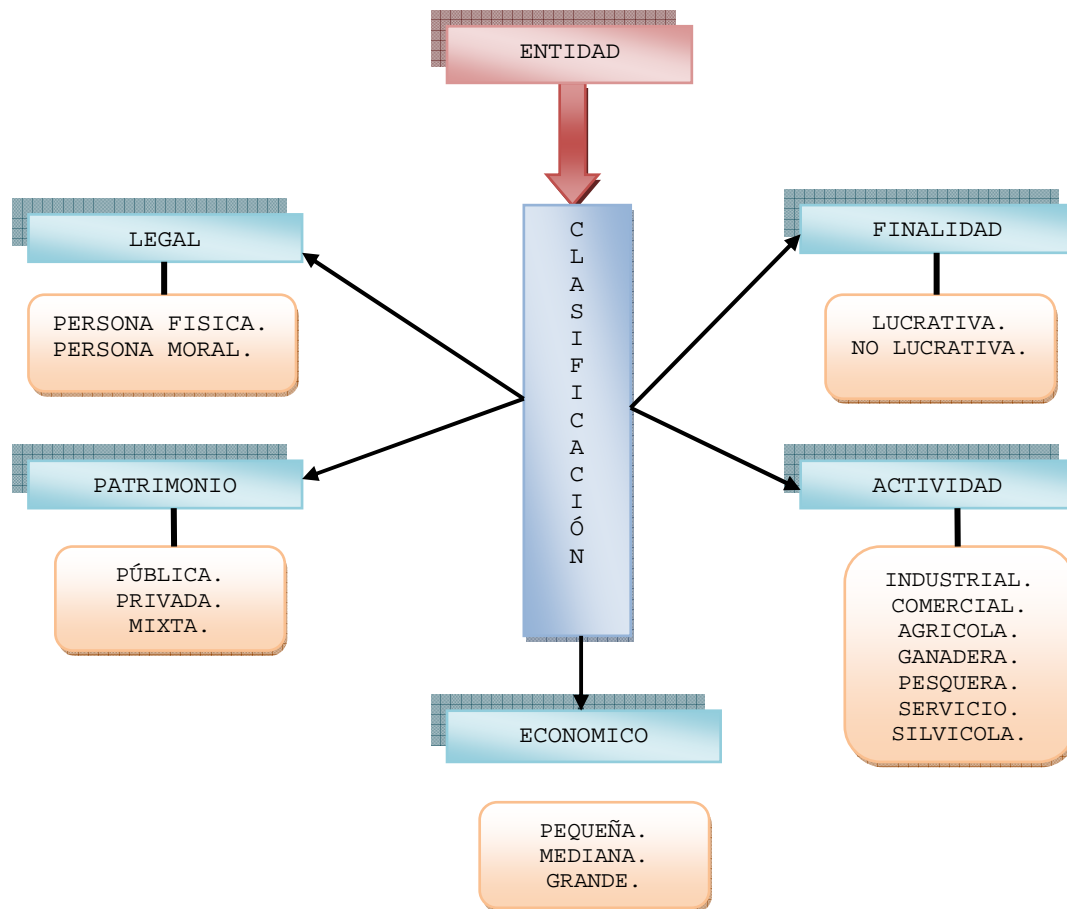 ENTIDAD
CLASIFICACIÓN
LEGAL
PERSONA FISICA.
PERSONA MORAL.
FINALIDAD
LUCRATIVA.
NO LUCRATIVA.
PATRIMONIO
PÚBLICA.
PRIVADA.
MIXTA.
ACTIVIDAD
INDUSTRIAL.
COMERCIAL.
AGRICOLA.
GANADERA.
PESQUERA.
SERVICIO.
SILVICOLA.
ECONOMICO
PEQUEÑA.
MEDIANA.
GRANDE.